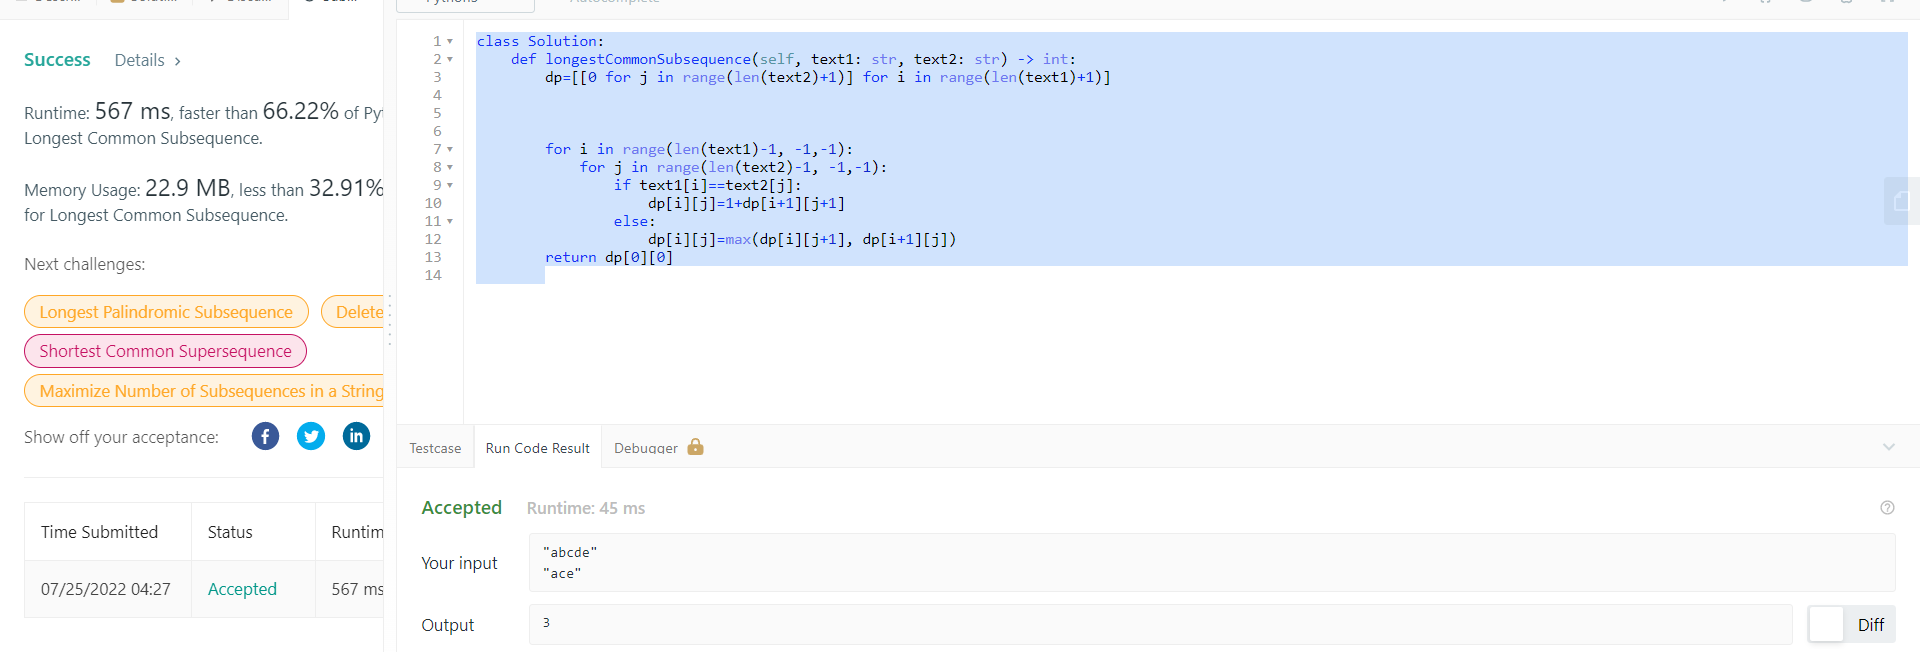 Success Details ›
Runtime: 567 ms, faster than 66.22% of Py
Longest Common Subsequence.
Memory Usage: 22.9 MB, less than 32.91%
for Longest Common Subsequence.
Next challenges:
Longest Palindromic Subsequence Delete
Shortest Common Supersequence
Maximize Number of Subsequences in a String
Show off your acceptance:
Time Submitted Status Runtim
07/25/2022 04:27 Accepted 567 ms
1 class Solution:
2 def longestCommonSubsequence(self, text1: str, text2: str) -> int:
3 dp=[[0 for j in range(len(text2)+1)] for i in range(len(text1)+1)]
4
5
6
7 for i in range(len(text1)-1, -1,-1):
8 for j in range(len(text2)-1, -1,-1):
9 if text1[i]==text2[j]:
10 dp[i][j]=1+dp[i+1][j+1]
11 else:
12 dp[i][j]=max(dp[i][j+1], dp[i+1][j])
13 return dp[0][0]
14
Testcase Run Code Result Debugger
Accepted Runtime: 45 ms
Your input
"abcde"
"ace"
Output 3 Diff